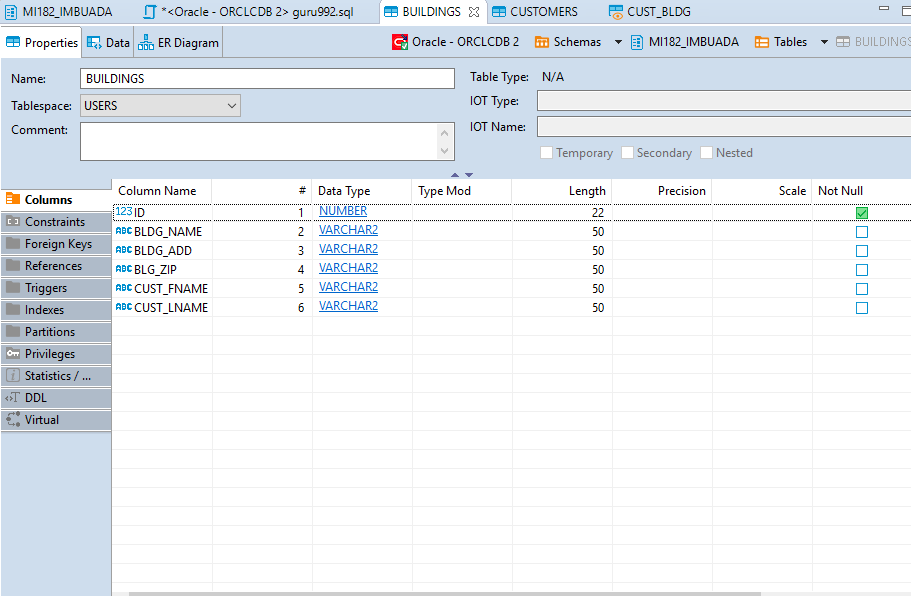 MI182_IMBUADA *<Oracle - ORCLCDB 2> guru992.sql BUILDINGS CUSTOMERS CUST_BLDG
Properties Data ER Diagram Oracle - ORCLCDB 2 Schemas MI182_IMBUADA Tables BUILDINGS
Name: BUILDINGS Table Type: N/A
Tablespace: USERS IOT Type:
Comment: IOT Name:
Temporary Secondary Nested
Columns
Constraints
Foreign Keys
References
Triggers
Indexes
Partitions
Privileges
Statistics / ...
DDL
Virtual
Column Name # Data Type Type Mod Length Precision Scale Not Null
123 ID 1 NUMBER 22
ABC BLDG_NAME 2 VARCHAR2 50
ABC BLDG_ADD 3 VARCHAR2 50
ABC BLG_ZIP 4 VARCHAR2 50
ABC CUST_FNAME 5 VARCHAR2 50
ABC CUST_LNAME 6 VARCHAR2 50